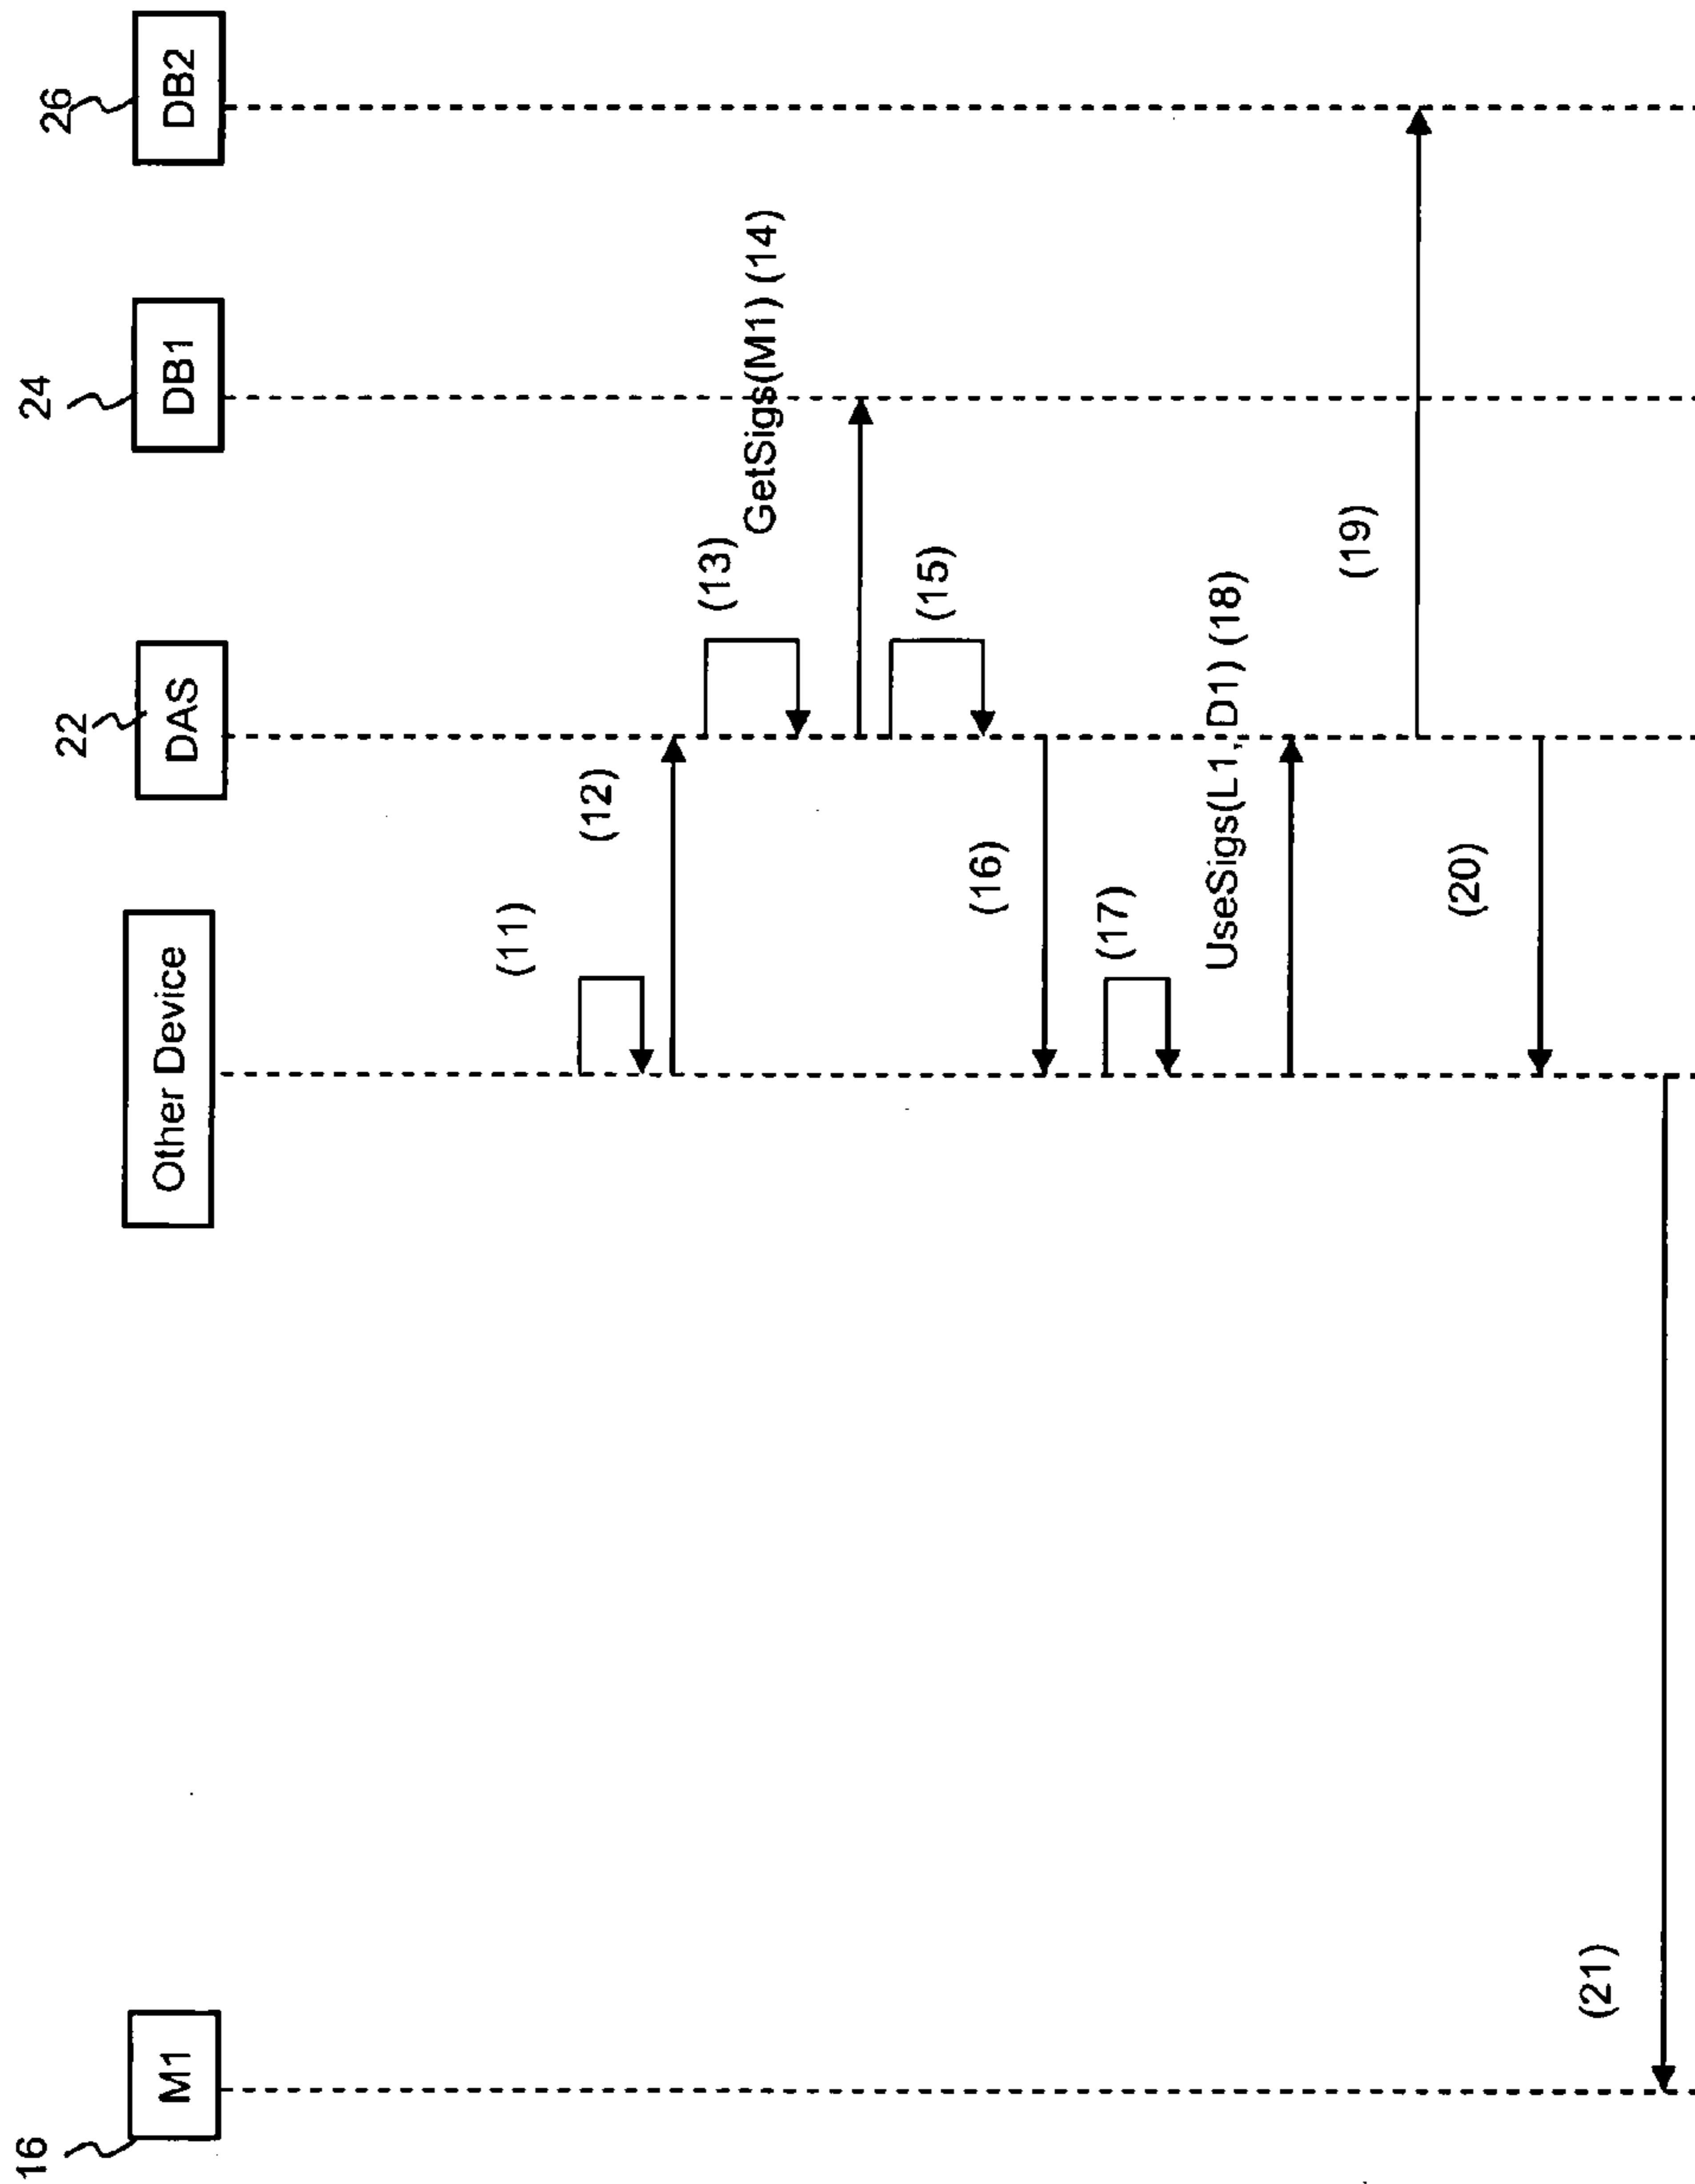 16
22
24
26
M1
Other Device
DAS
DB1
DB2
(11)
(12)
(13)
GetSigs(M1) (14)
(15)
(16)
(17)
UseSigs(L1,D1) (18)
(19)
(20)
(21)